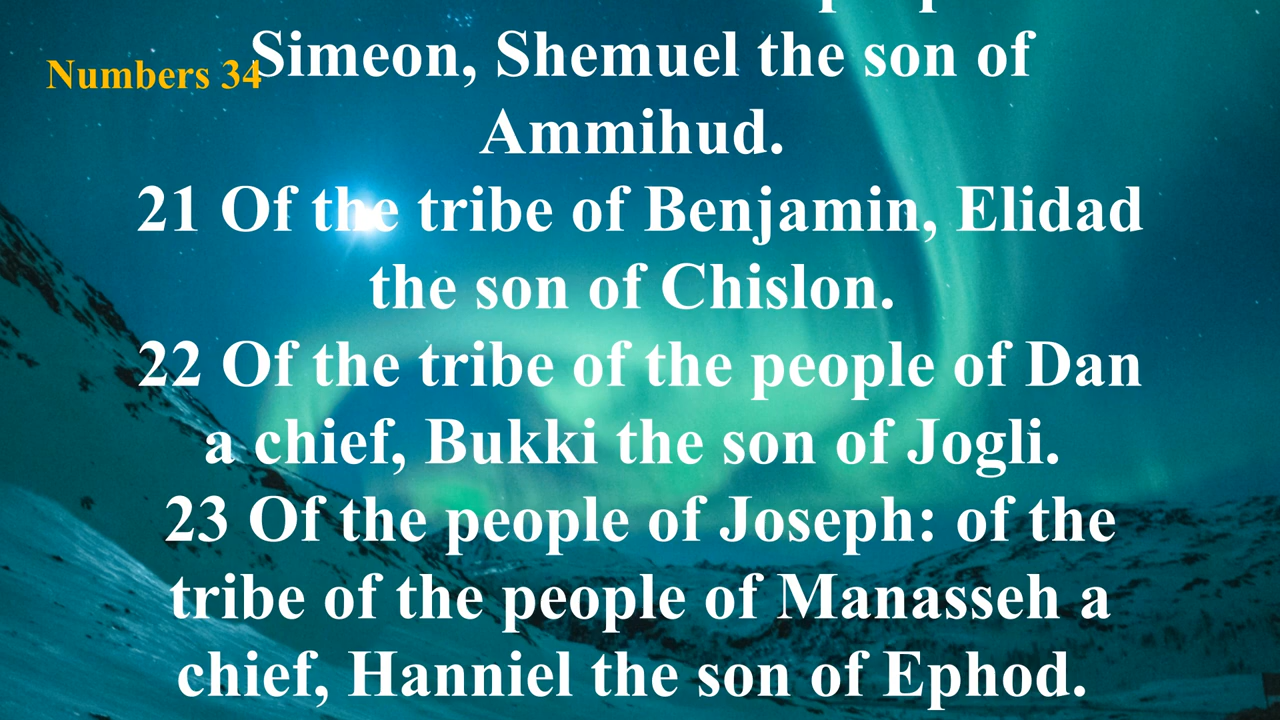 Numbers 34
Simeon, Shemuel the son of
Ammihud.
21 Of the tribe of Benjamin, Elidad
the son of Chislon.
22 Of the tribe of the people of Dan
a chief, Bukki the son of Jogli.
23 Of the people of Joseph: of the
tribe of the people of Manasseh a
chief, Hanniel the son of Ephod.